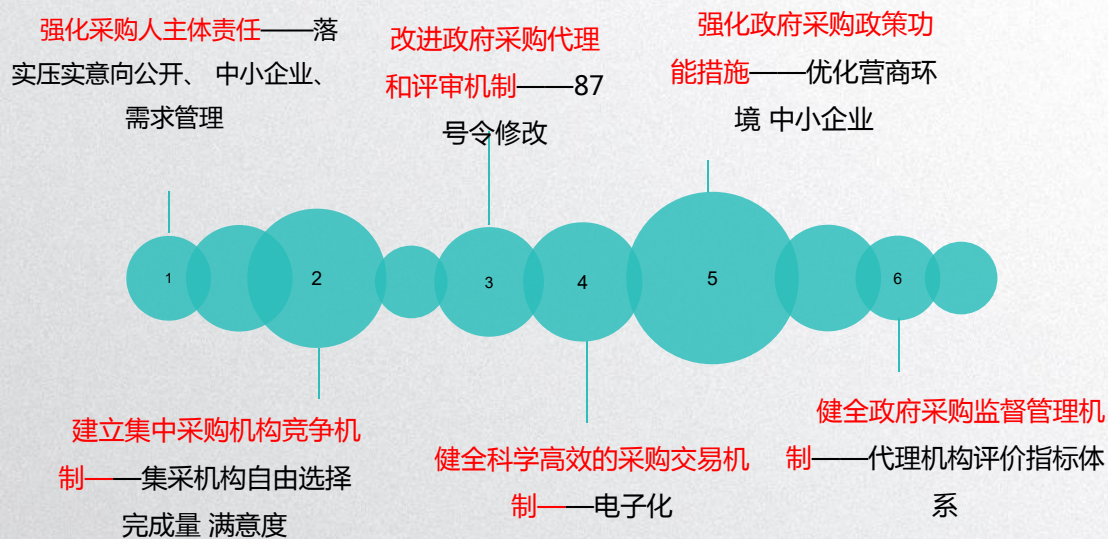 强化采购人主体责任——落
实压实意向公开、 中小企业、
需求管理
改进政府采购代理
和评审机制——87
号令修改
强化政府采购政策功
能措施——优化营商环
境 中小企业
1
2
3
4
5
6
建立集中采购机构竞争机
制——集采机构自由选择
完成量 满意度
健全科学高效的采购交易机
制——电子化
健全政府采购监督管理机
制——代理机构评价指标体
系